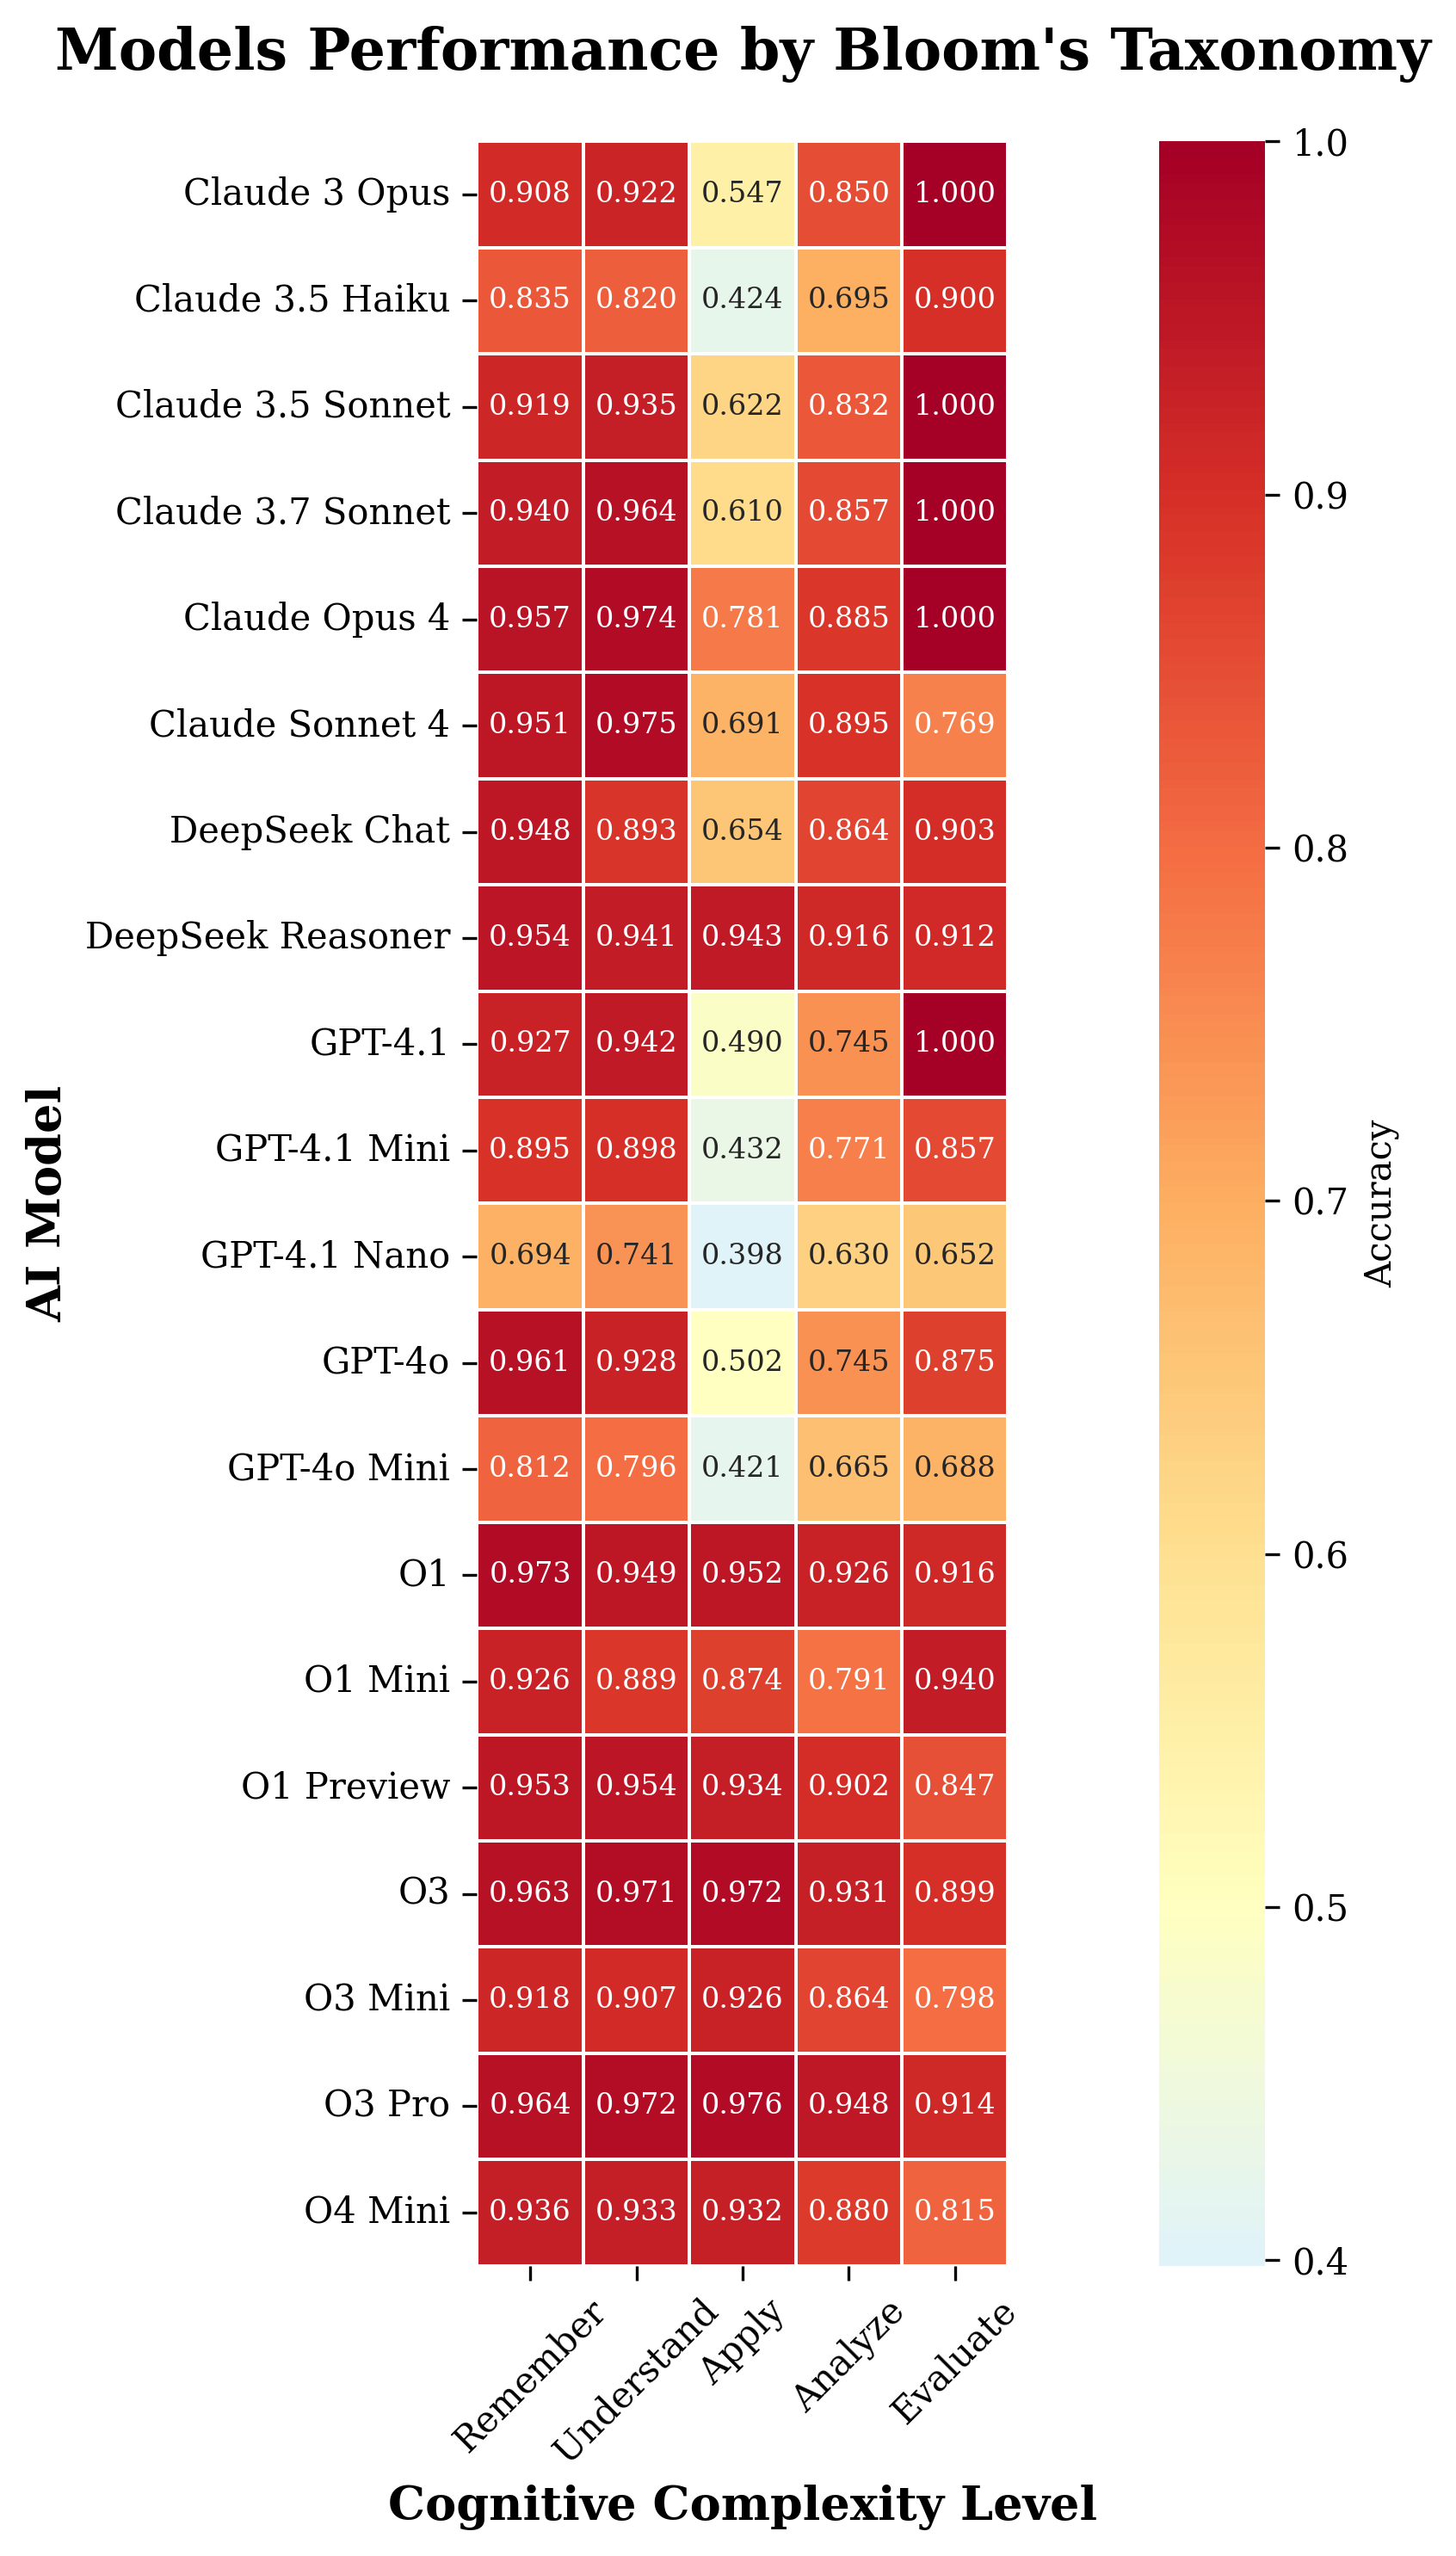 Models Performance by Bloom's Taxonomy
Claude 3 Opus 0.908 0.922 0.547 0.850 1.000
Claude 3.5 Haiku 0.835 0.820 0.424 0.695 0.900
Claude 3.5 Sonnet 0.919 0.935 0.622 0.832 1.000
Claude 3.7 Sonnet 0.940 0.964 0.610 0.857 1.000
Claude Opus 4 0.957 0.974 0.781 0.885 1.000
Claude Sonnet 4 0.951 0.975 0.691 0.895 0.769
DeepSeek Chat 0.948 0.893 0.654 0.864 0.903
DeepSeek Reasoner 0.954 0.941 0.943 0.916 0.912
GPT-4.1 0.927 0.942 0.490 0.745 1.000
GPT-4.1 Mini 0.895 0.898 0.432 0.771 0.857
GPT-4.1 Nano 0.694 0.741 0.398 0.630 0.652
GPT-4o 0.961 0.928 0.502 0.745 0.875
GPT-4o Mini 0.812 0.796 0.421 0.665 0.688
O1 0.973 0.949 0.952 0.926 0.916
O1 Mini 0.926 0.889 0.874 0.791 0.940
O1 Preview 0.953 0.954 0.934 0.902 0.847
O3 0.963 0.971 0.972 0.931 0.899
O3 Mini 0.918 0.907 0.926 0.864 0.798
O3 Pro 0.964 0.972 0.976 0.948 0.914
O4 Mini 0.936 0.933 0.932 0.880 0.815
Remember Understand Apply Analyze Evaluate
Cognitive Complexity Level
AI Model
1.0
0.9
0.8
0.7
0.6
0.5
0.4
Accuracy